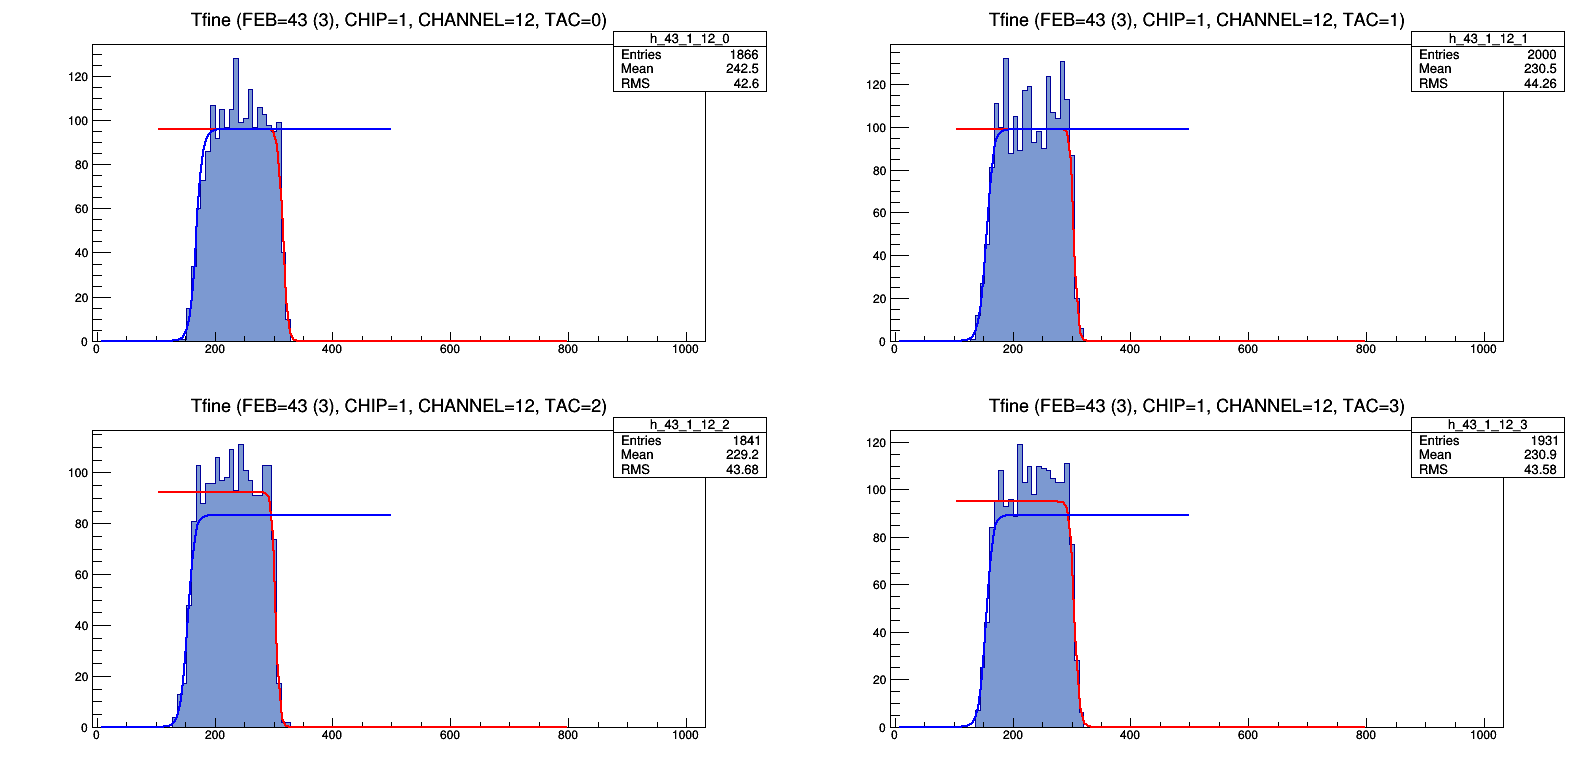 Tfine (FEB=43 (3), CHIP=1, CHANNEL=12, TAC=0)
h_43_1_12_0
Entries 1866
Mean 242.5
RMS 42.6
120
100
80
60
40
20
0
0 200 400 600 800 1000
Tfine (FEB=43 (3), CHIP=1, CHANNEL=12, TAC=1)
h_43_1_12_1
Entries 2000
Mean 230.5
RMS 44.26
120
100
80
60
40
20
0
0 200 400 600 800 1000
Tfine (FEB=43 (3), CHIP=1, CHANNEL=12, TAC=2)
h_43_1_12_2
Entries 1841
Mean 229.2
RMS 43.68
100
80
60
40
20
0
0 200 400 600 800 1000
Tfine (FEB=43 (3), CHIP=1, CHANNEL=12, TAC=3)
h_43_1_12_3
Entries 1931
Mean 230.9
RMS 43.58
120
100
80
60
40
20
0
0 200 400 600 800 1000